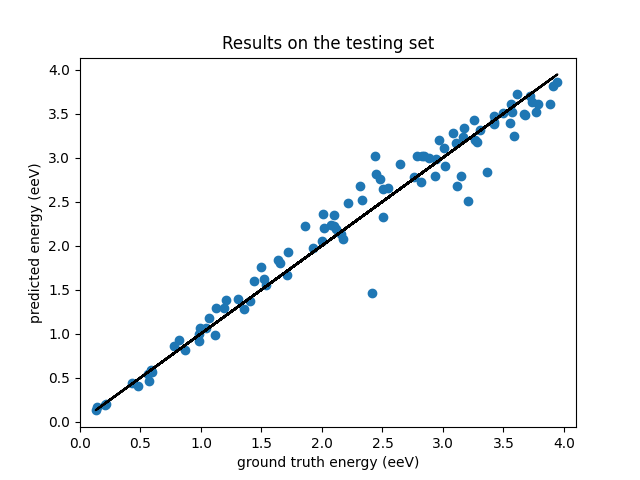 Results on the testing set
4.0
3.5
3.0
2.5
2.0
1.5
1.0
0.5
0.0
predicted energy (eeV)
0.0 0.5 1.0 1.5 2.0 2.5 3.0 3.5 4.0
ground truth energy (eeV)